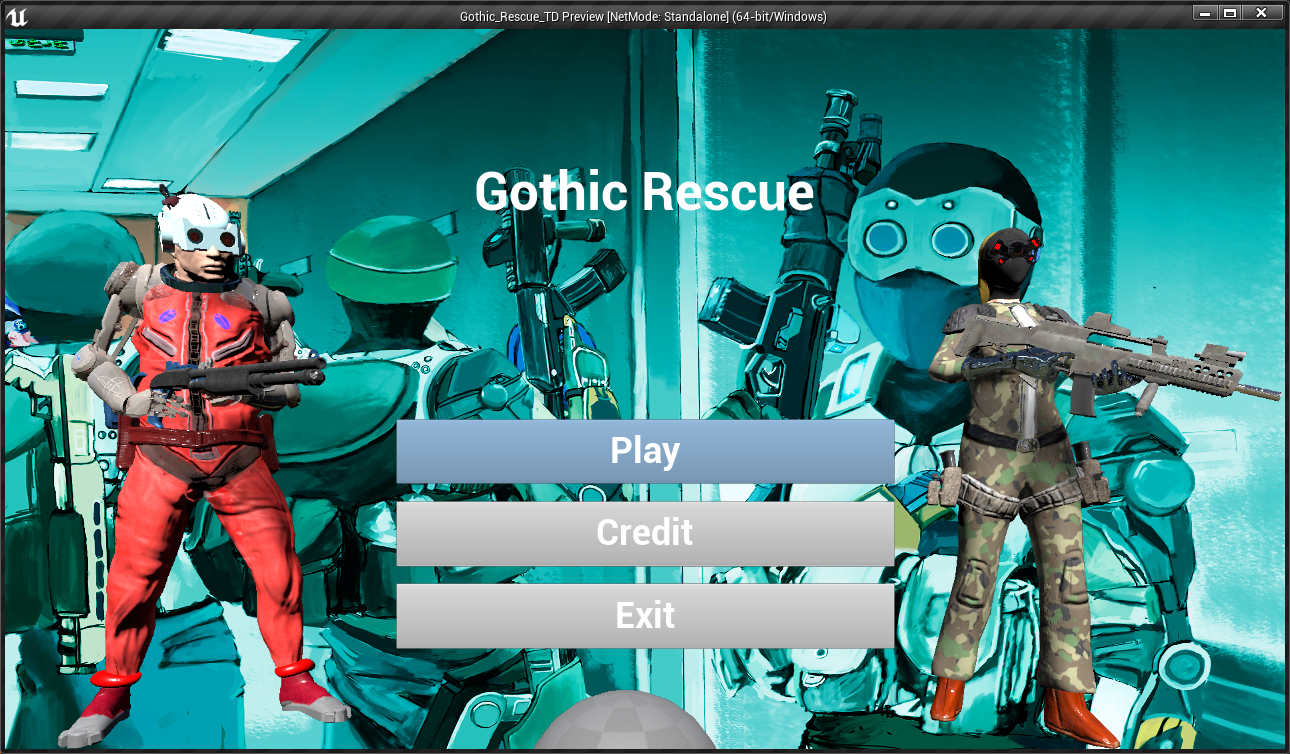 Gothic_Rescue_TD Preview [NetMode: Standalone] (64-bit/Windows)
Gothic Rescue
Play
Credit
Exit